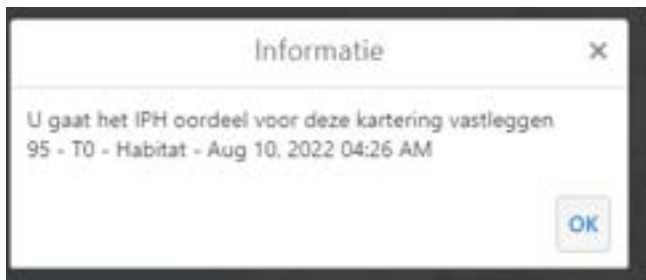 Informatie ×
U gaat het IPH oordeel voor deze kartering vastleggen
95 - T0 - Habitat - Aug 10, 2022 04:26 AM
OK